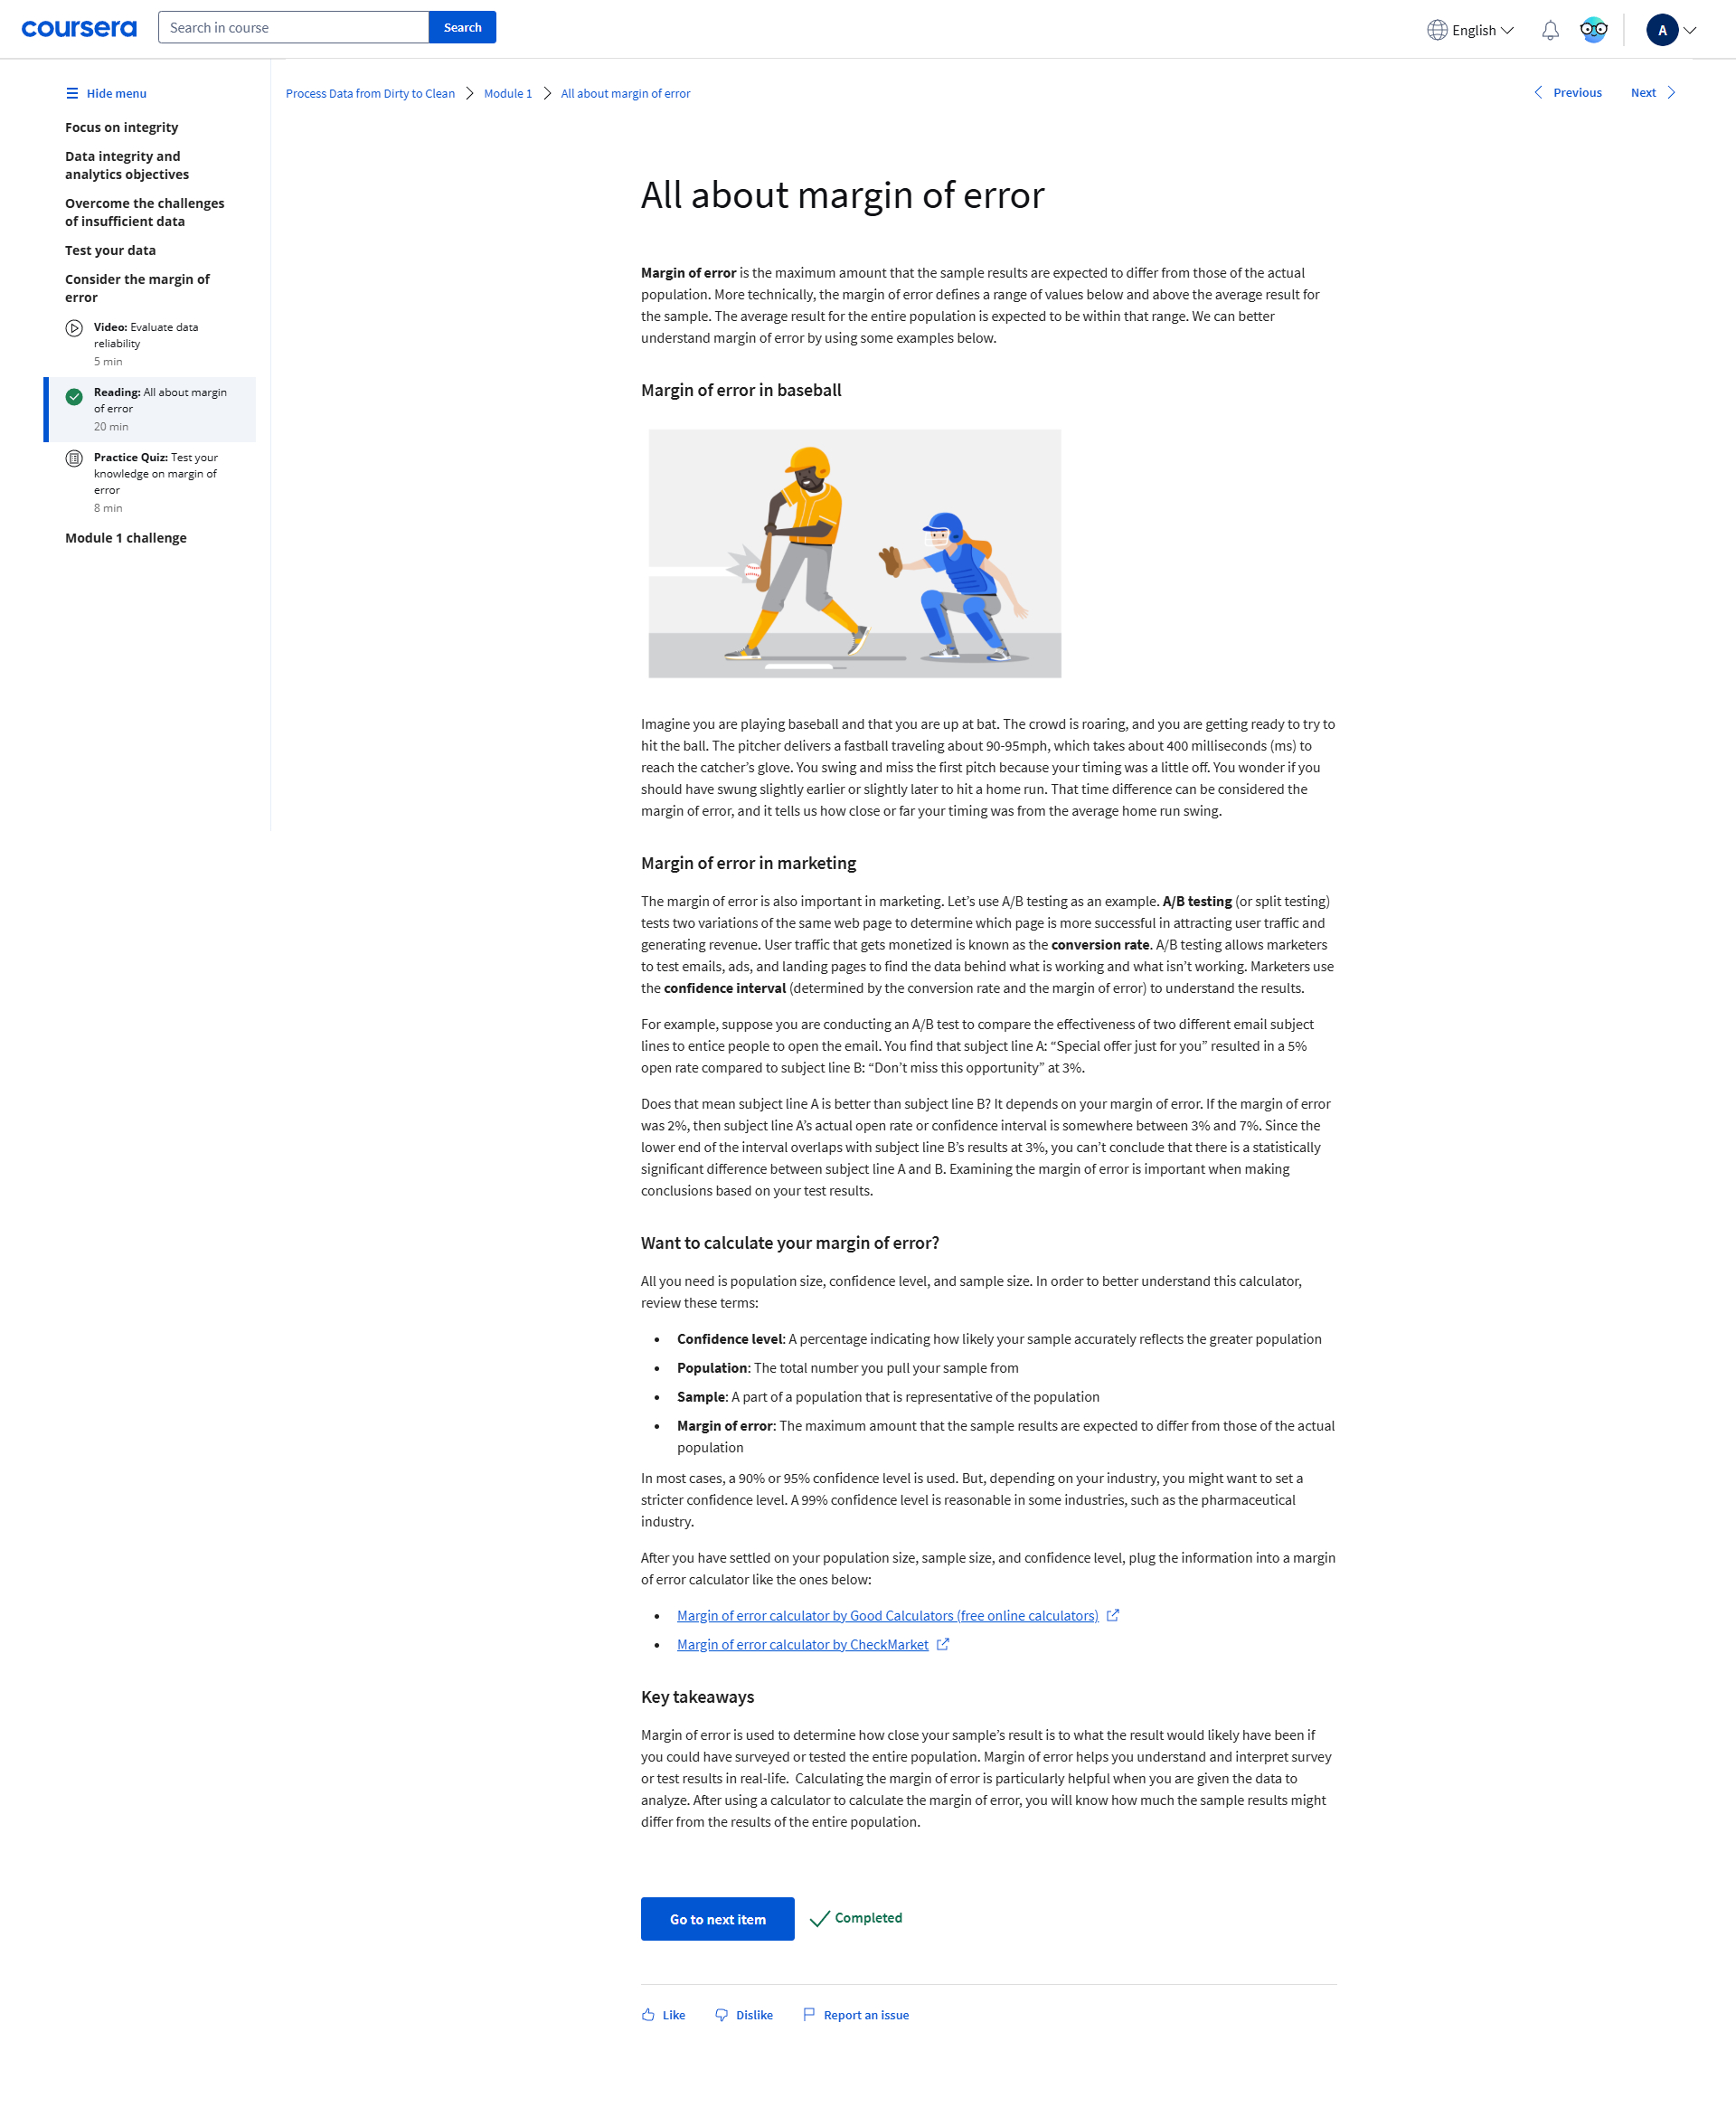 coursera
Search in course
Search
English
A
Hide menu
Process Data from Dirty to Clean
Module 1
All about margin of error
Previous
Next
Focus on integrity
Data integrity and
analytics objectives
Overcome the challenges
of insufficient data
Test your data
Consider the margin of
error
Video: Evaluate data
reliability
5 min
Reading: All about margin
of error
20 min
Practice Quiz: Test your
knowledge on margin of
error
8 min
Module 1 challenge
All about margin of error
Margin of error is the maximum amount that the sample results are expected to differ from those of the actual
population. More technically, the margin of error defines a range of values below and above the average result for
the sample. The average result for the entire population is expected to be within that range. We can better
understand margin of error by using some examples below.
Margin of error in baseball
Imagine you are playing baseball and that you are up at bat. The crowd is roaring, and you are getting ready to try to
hit the ball. The pitcher delivers a fastball traveling about 90-95mph, which takes about 400 milliseconds (ms) to
reach the catcher’s glove. You swing and miss the first pitch because your timing was a little off. You wonder if you
should have swung slightly earlier or slightly later to hit a home run. That time difference can be considered the
margin of error, and it tells us how close or far your timing was from the average home run swing.
Margin of error in marketing
The margin of error is also important in marketing. Let’s use A/B testing as an example. A/B testing (or split testing)
tests two variations of the same web page to determine which page is more successful in attracting user traffic and
generating revenue. User traffic that gets monetized is known as the conversion rate. A/B testing allows marketers
to test emails, ads, and landing pages to find the data behind what is working and what isn’t working. Marketers use
the confidence interval (determined by the conversion rate and the margin of error) to understand the results.
For example, suppose you are conducting an A/B test to compare the effectiveness of two different email subject
lines to entice people to open the email. You find that subject line A: “Special offer just for you” resulted in a 5%
open rate compared to subject line B: “Don’t miss this opportunity” at 3%.
Does that mean subject line A is better than subject line B? It depends on your margin of error. If the margin of error
was 2%, then subject line A’s actual open rate or confidence interval is somewhere between 3% and 7%. Since the
lower end of the interval overlaps with subject line B’s results at 3%, you can’t conclude that there is a statistically
significant difference between subject line A and B. Examining the margin of error is important when making
conclusions based on your test results.
Want to calculate your margin of error?
All you need is population size, confidence level, and sample size. In order to better understand this calculator,
review these terms:
• Confidence level: A percentage indicating how likely your sample accurately reflects the greater population
• Population: The total number you pull your sample from
• Sample: A part of a population that is representative of the population
• Margin of error: The maximum amount that the sample results are expected to differ from those of the actual
population
In most cases, a 90% or 95% confidence level is used. But, depending on your industry, you might want to set a
stricter confidence level. A 99% confidence level is reasonable in some industries, such as the pharmaceutical
industry.
After you have settled on your population size, sample size, and confidence level, plug the information into a margin
of error calculator like the ones below:
• Margin of error calculator by Good Calculators (free online calculators)
• Margin of error calculator by CheckMarket
Key takeaways
Margin of error is used to determine how close your sample’s result is to what the result would likely have been if
you could have surveyed or tested the entire population. Margin of error helps you understand and interpret survey
or test results in real-life. Calculating the margin of error is particularly helpful when you are given the data to
analyze. After using a calculator to calculate the margin of error, you will know how much the sample results might
differ from the results of the entire population.
Go to next item
Completed
Like
Dislike
Report an issue